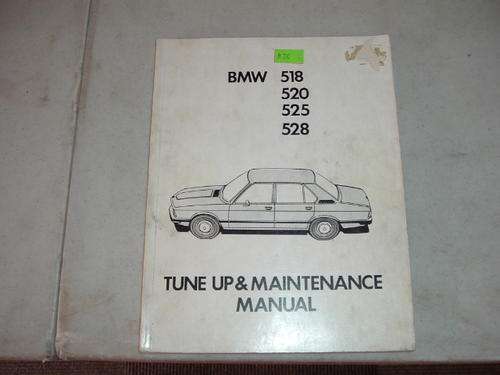 BMW 518
520
525
528
TUNE UP & MAINTENANCE
MANUAL